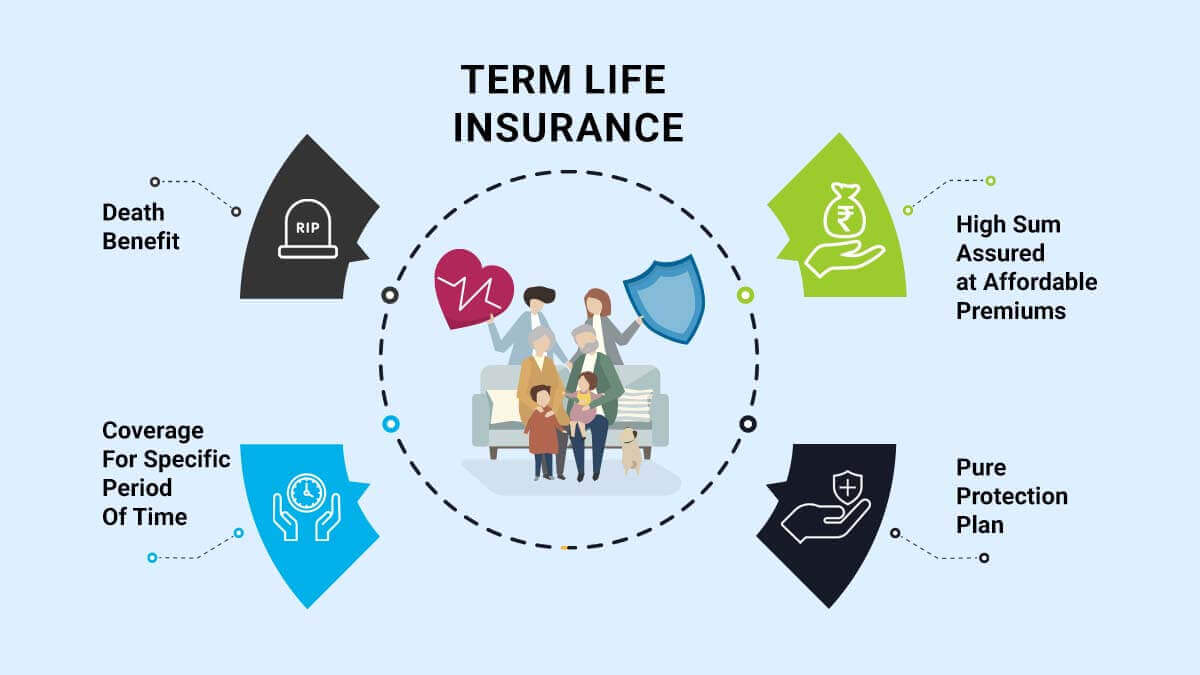 TERM LIFE
INSURANCE
Death
Benefit
RIP
₹
High Sum
Assured
at Affordable
Premiums
Coverage
For Specific
Period
Of Time
Pure
Protection
Plan